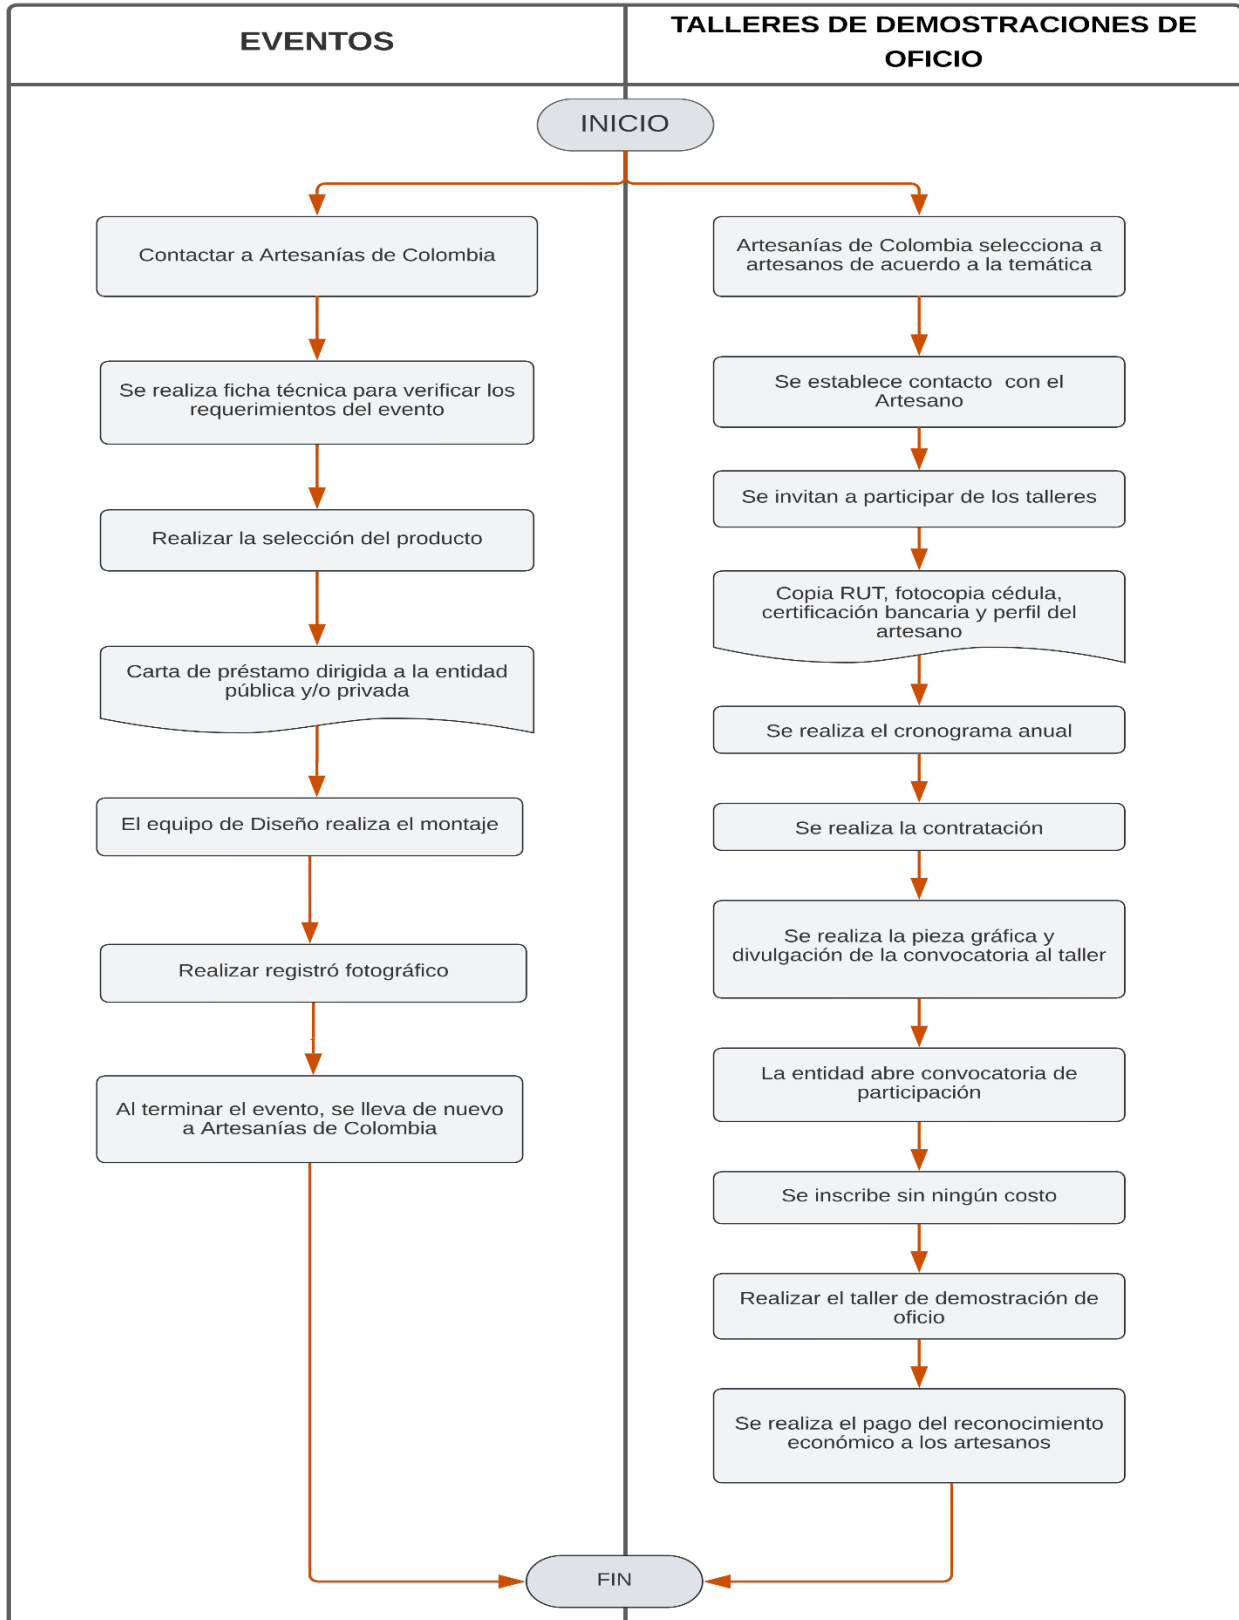 EVENTOS
TALLERES DE DEMOSTRACIONES DE
OFICIO
INICIO
Contactar a Artesanías de Colombia
Se realiza ficha técnica para verificar los
requerimientos del evento
Realizar la selección del producto
Carta de préstamo dirigida a la entidad
pública y/o privada
El equipo de Diseño realiza el montaje
Realizar registró fotográfico
Al terminar el evento, se lleva de nuevo
a Artesanías de Colombia
Artesanías de Colombia selecciona a
artesanos de acuerdo a la temática
Se establece contacto  con el
Artesano
Se invitan a participar de los talleres
Copia RUT, fotocopia cédula,
certificación bancaria y perfil del
artesano
Se realiza el cronograma anual
Se realiza la contratación
Se realiza la pieza gráfica y
divulgación de la convocatoria al taller
La entidad abre convocatoria de
participación
Se inscribe sin ningún costo
Realizar el taller de demostración de
oficio
Se realiza el pago del reconocimiento
económico a los artesanos
FIN